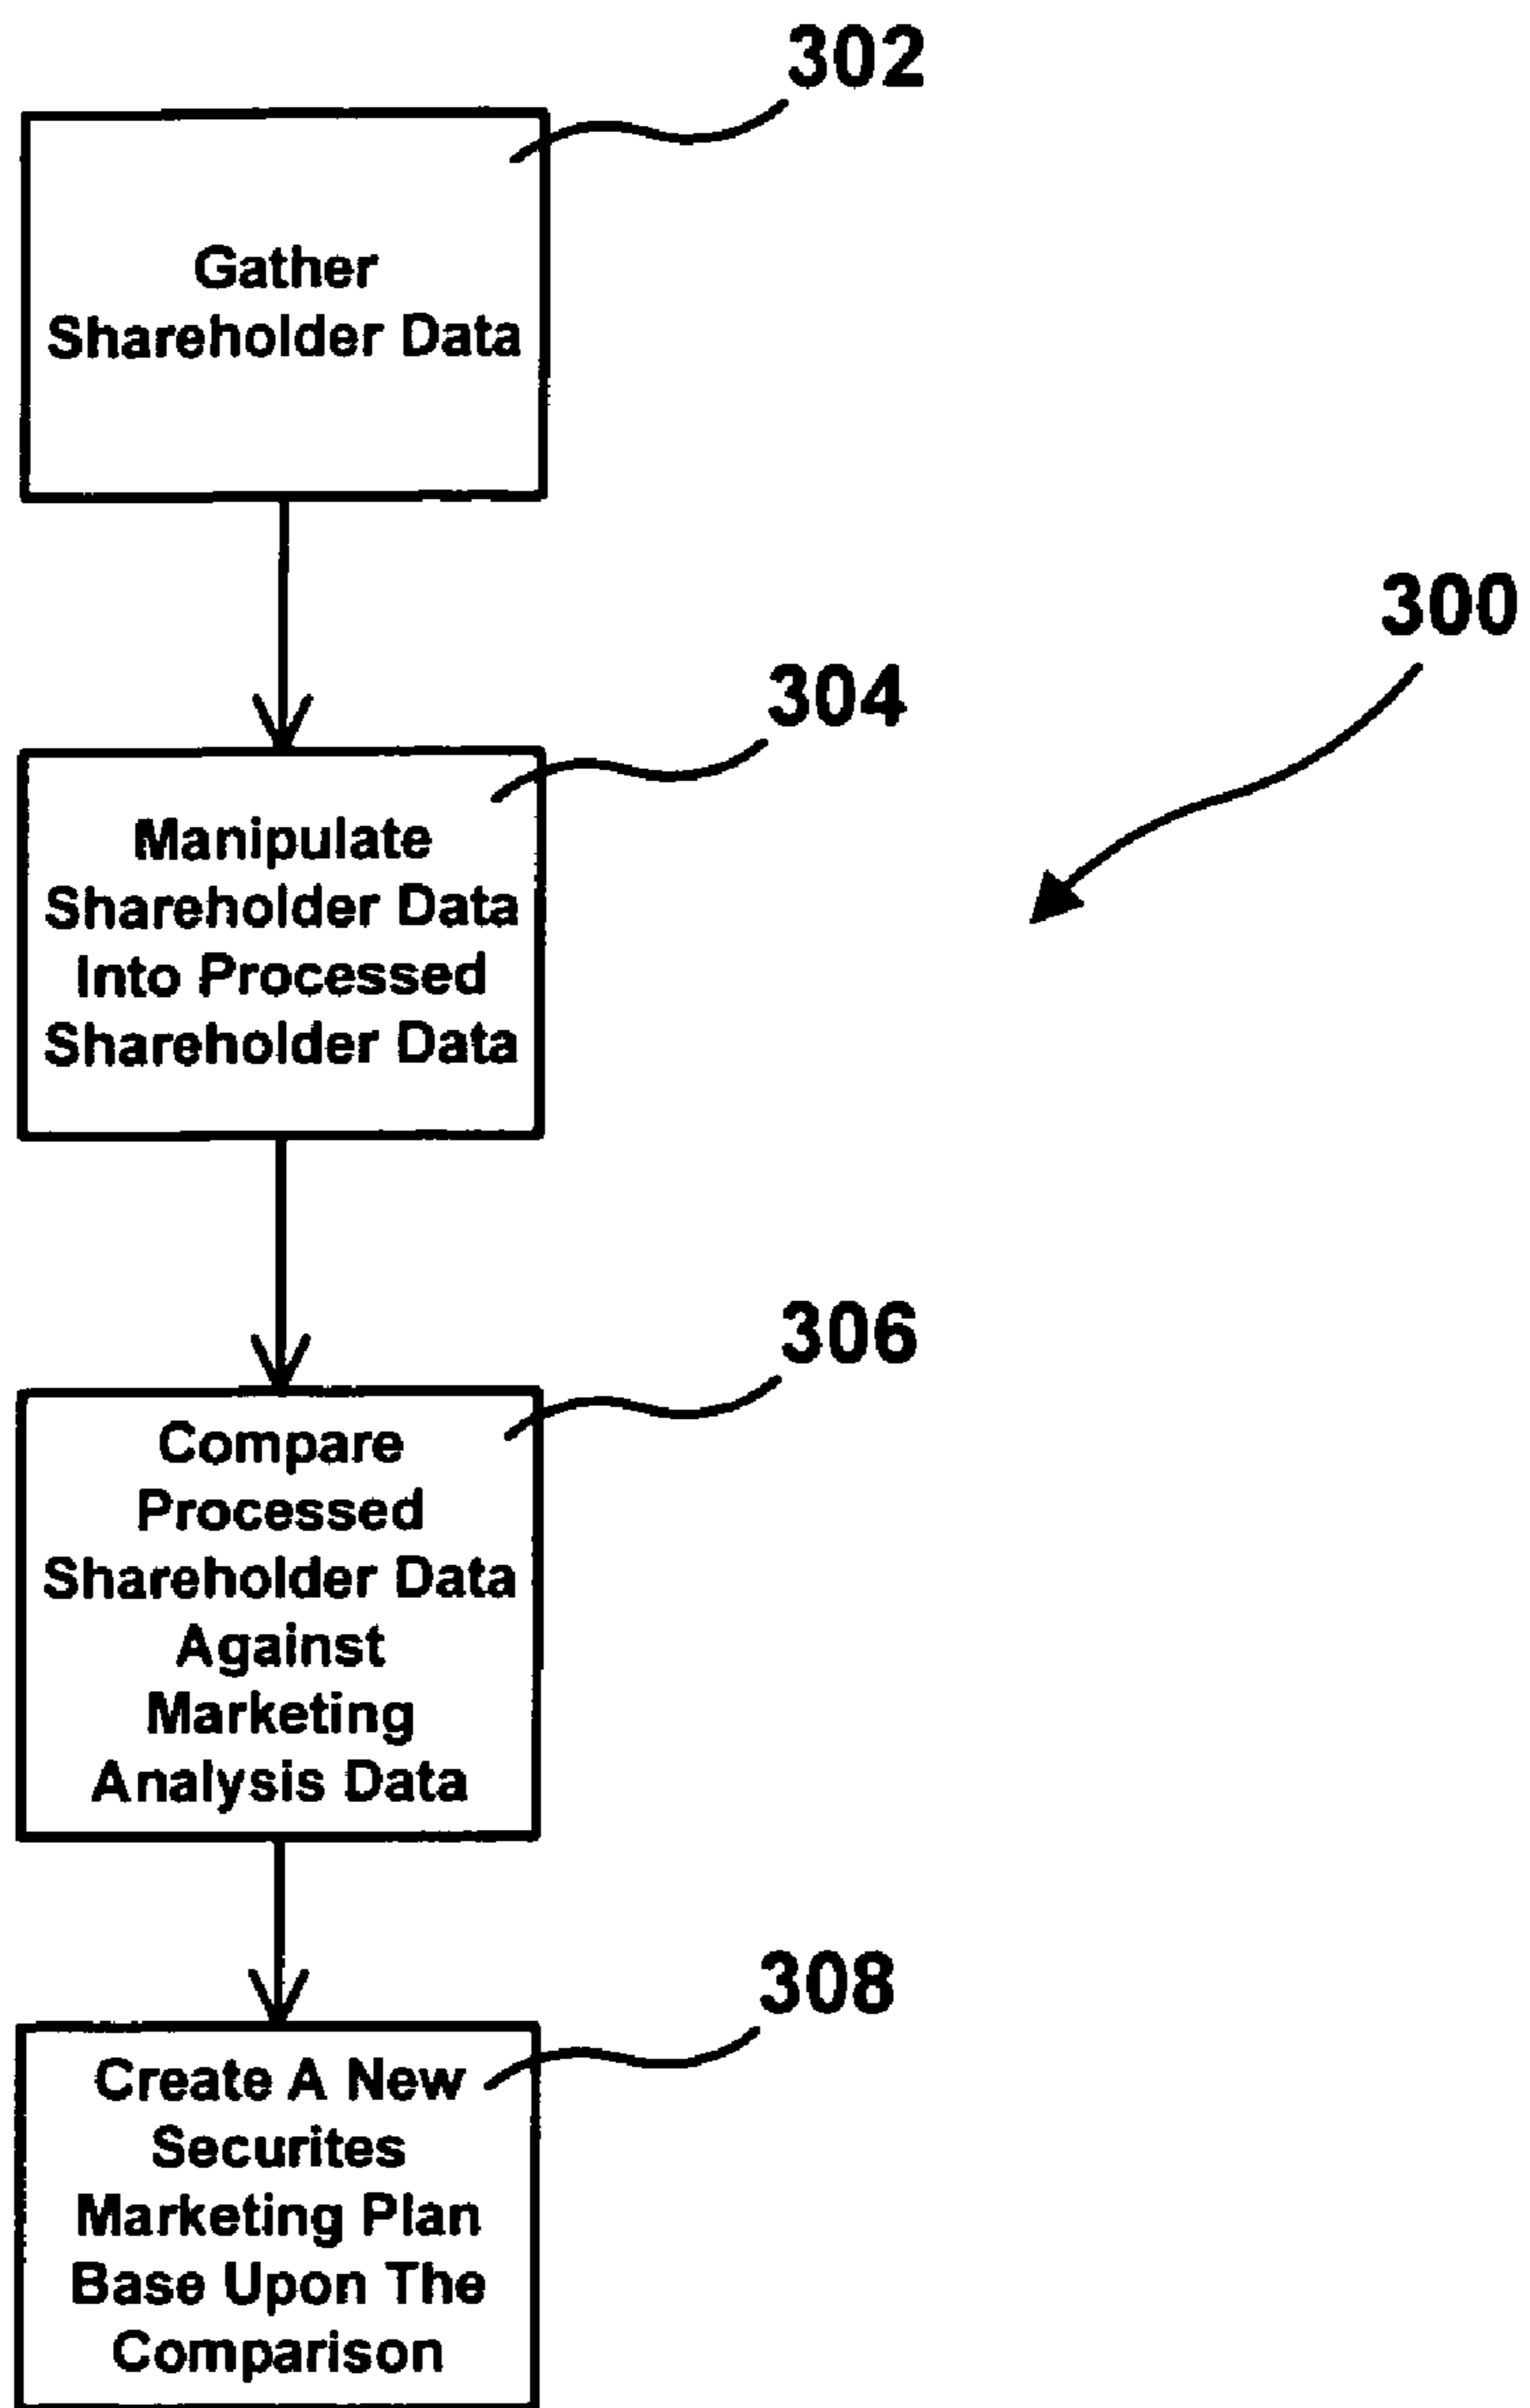 302
Gather
Shareholder Data
300
304
Manipulate
Shareholder Data
Into Processed
Shareholder Data
306
Compare
Processed
Shareholder Data
Against
Marketing
Analysis Data
308
Create A New
Securites
Marketing Plan
Base Upon The
Comparison